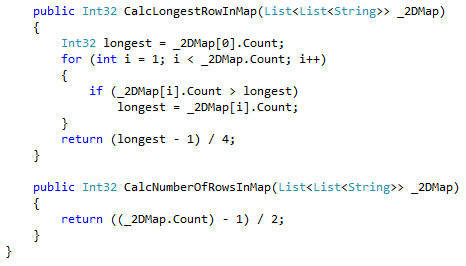 public Int32 CalcLongestRowInMap(List<List<String>> _2DMap)
{
Int32 longest = _2DMap[0].Count;
for (int i = 1; i < _2DMap.Count; i++)
{
if (_2DMap[i].Count > longest)
longest = _2DMap[i].Count;
}
return (longest - 1) / 4;
}
public Int32 CalcNumberOfRowsInMap(List<List<String>> _2DMap)
{
return ((_2DMap.Count) - 1) / 2;
}
}